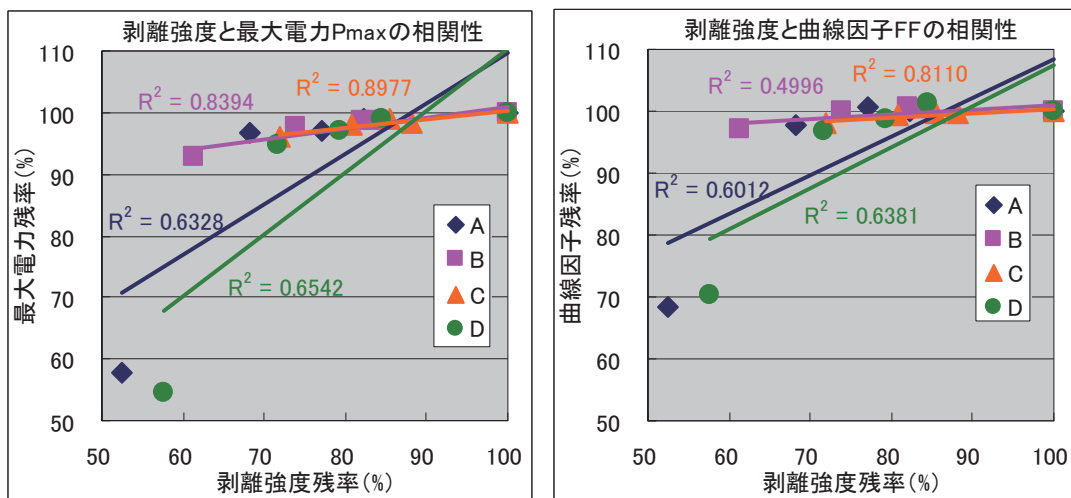 剥離強度と最大電力Pmaxの相関性
最大電力残率(%)
110
100
90
80
70
60
50
R² = 0.8394
R² = 0.8977
R² = 0.6328
R² = 0.6542
A
B
C
D
50 60 70 80 90 100
剥離強度残率(%)
剥離強度と曲線因子FFの相関性
曲線因子残率(%)
110
100
90
80
70
60
50
R² = 0.4996
R² = 0.8110
R² = 0.6012
R² = 0.6381
A
B
C
D
50 60 70 80 90 100
剥離強度残率(%)